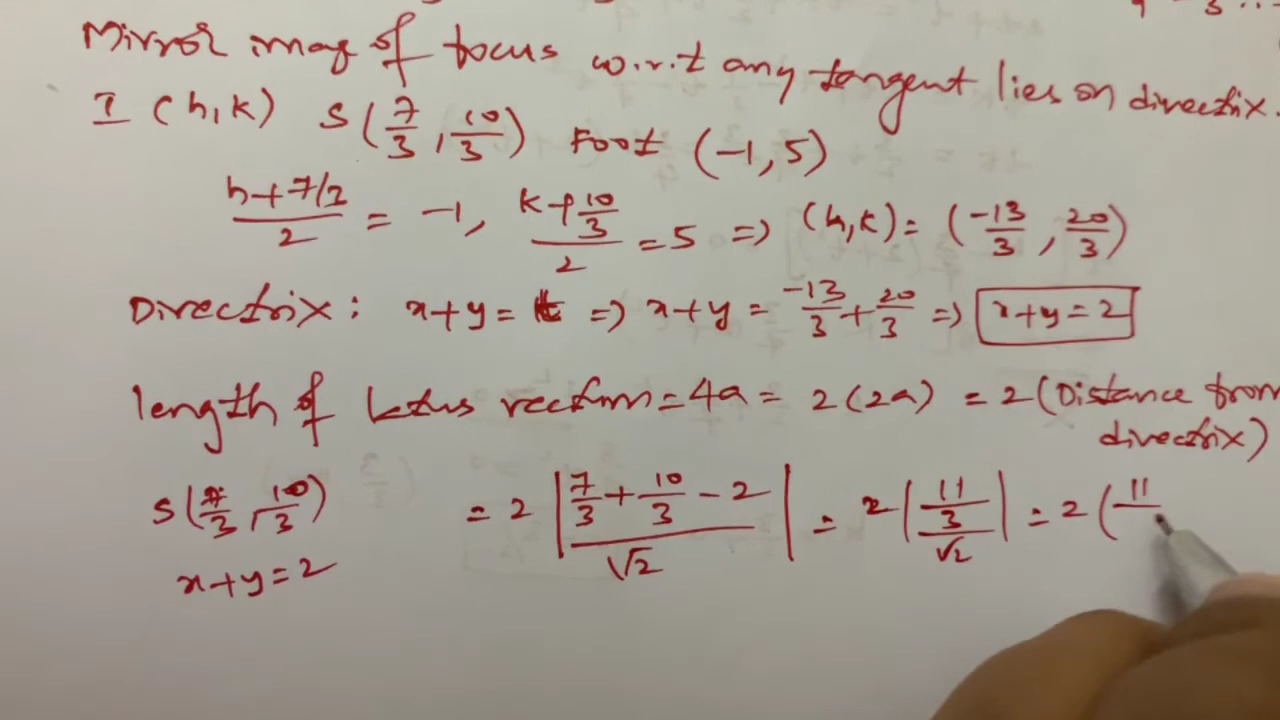 Mirror imag of focus w.r.t any tangent lies on directrix.
I (h,k) S(7/3, 10/3) Foot (-1,5)
(h+7/3)/2 = -1, (k+10/3)/2 = 5 => (h,k) = (-13/3, 20/3)
Directrix: x+y = k => x+y = -13/3 + 20/3 => x+y=2
length of Latus rectum = 4a = 2(2a) = 2(Distance from
directrix)
S(7/3, 10/3) = 2 |(7/3 + 10/3 - 2)/√2| = 2 |(11/3)/√2| = 2 (11/
x+y=2